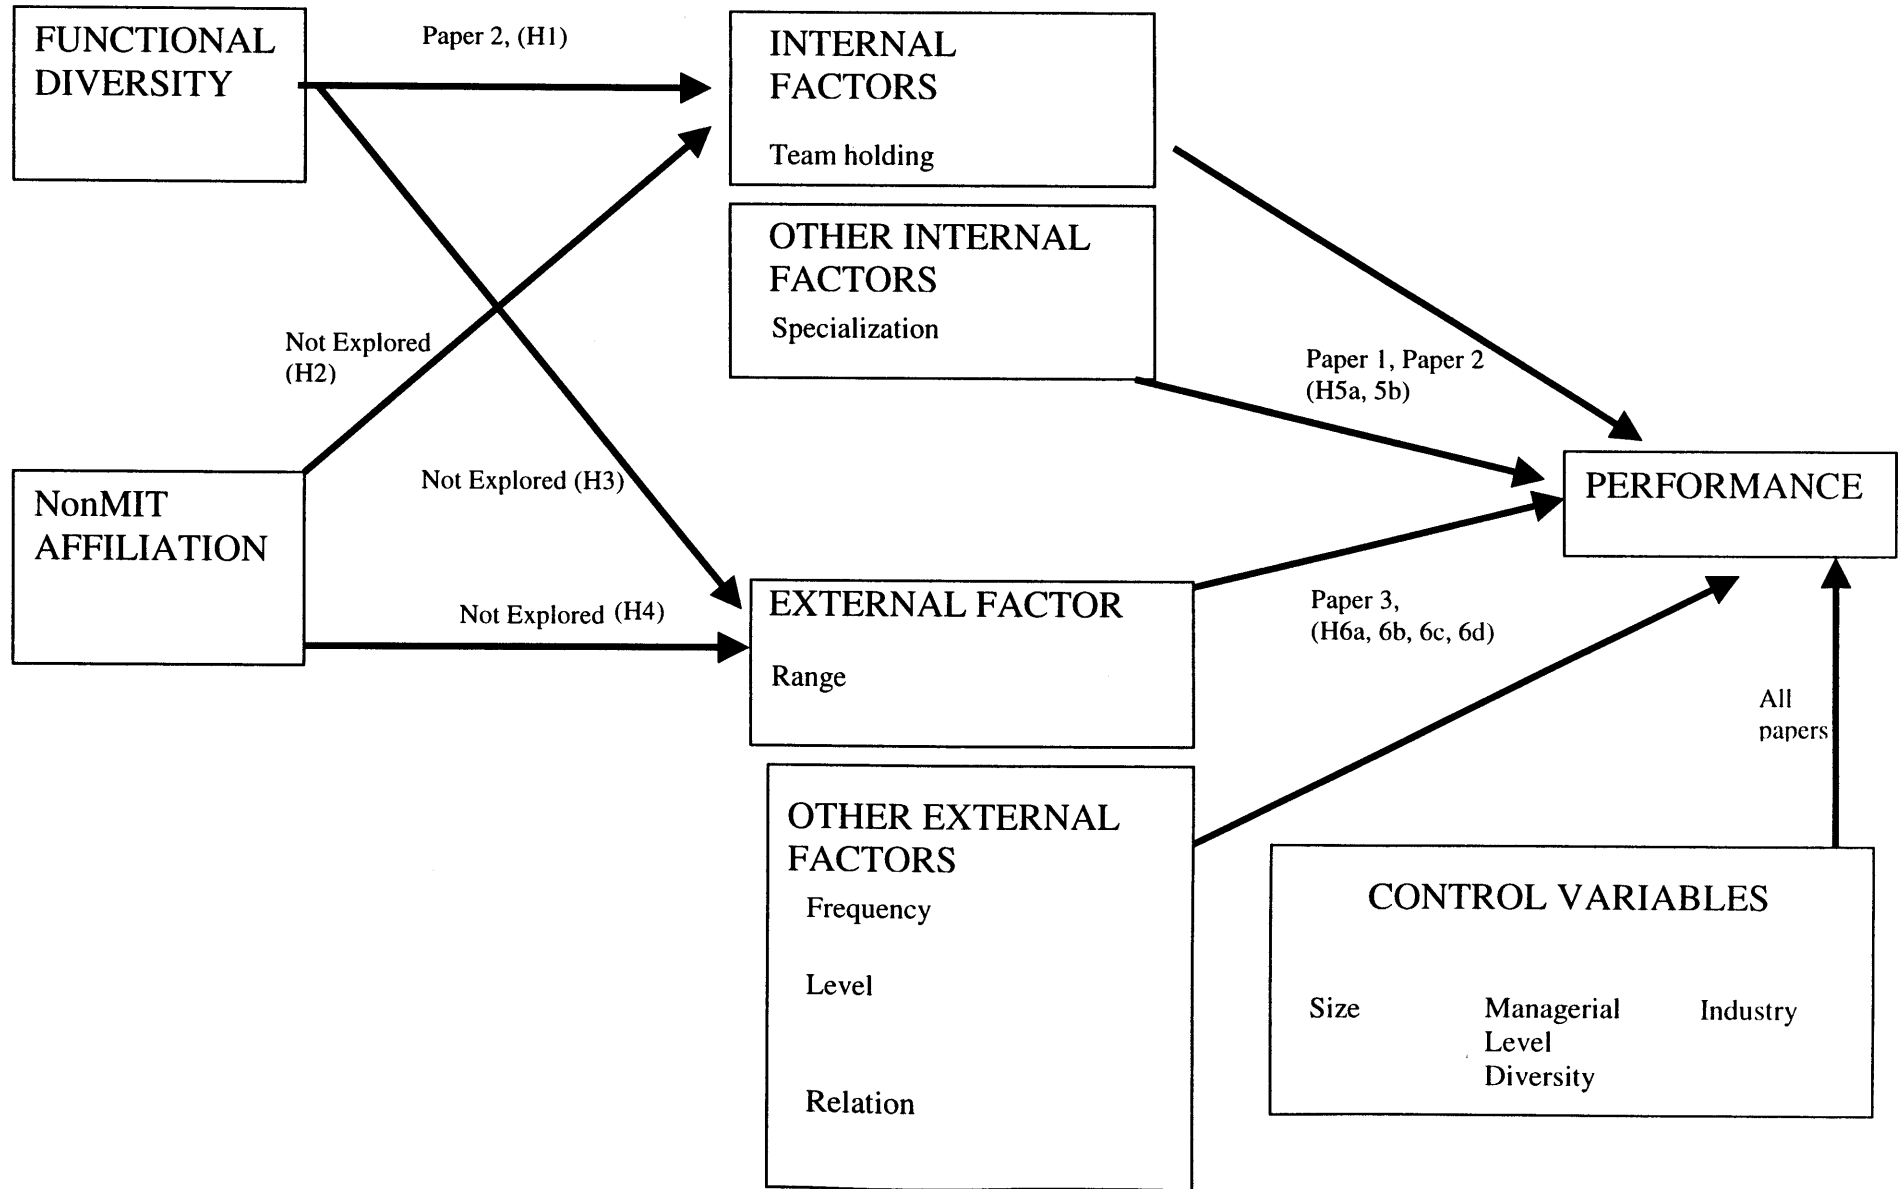 FUNCTIONAL
DIVERSITY
Paper 2, (H1)
INTERNAL
FACTORS
Team holding
OTHER INTERNAL
FACTORS
Specialization
Not Explored
(H2)
Paper 1, Paper 2
(H5a, 5b)
Not Explored (H3)
NonMIT
AFFILIATION
PERFORMANCE
Not Explored (H4)
EXTERNAL FACTOR
Range
Paper 3,
(H6a, 6b, 6c, 6d)
All
papers
OTHER EXTERNAL
FACTORS
Frequency
Level
Relation
CONTROL VARIABLES
Size
Managerial
Level
Diversity
Industry